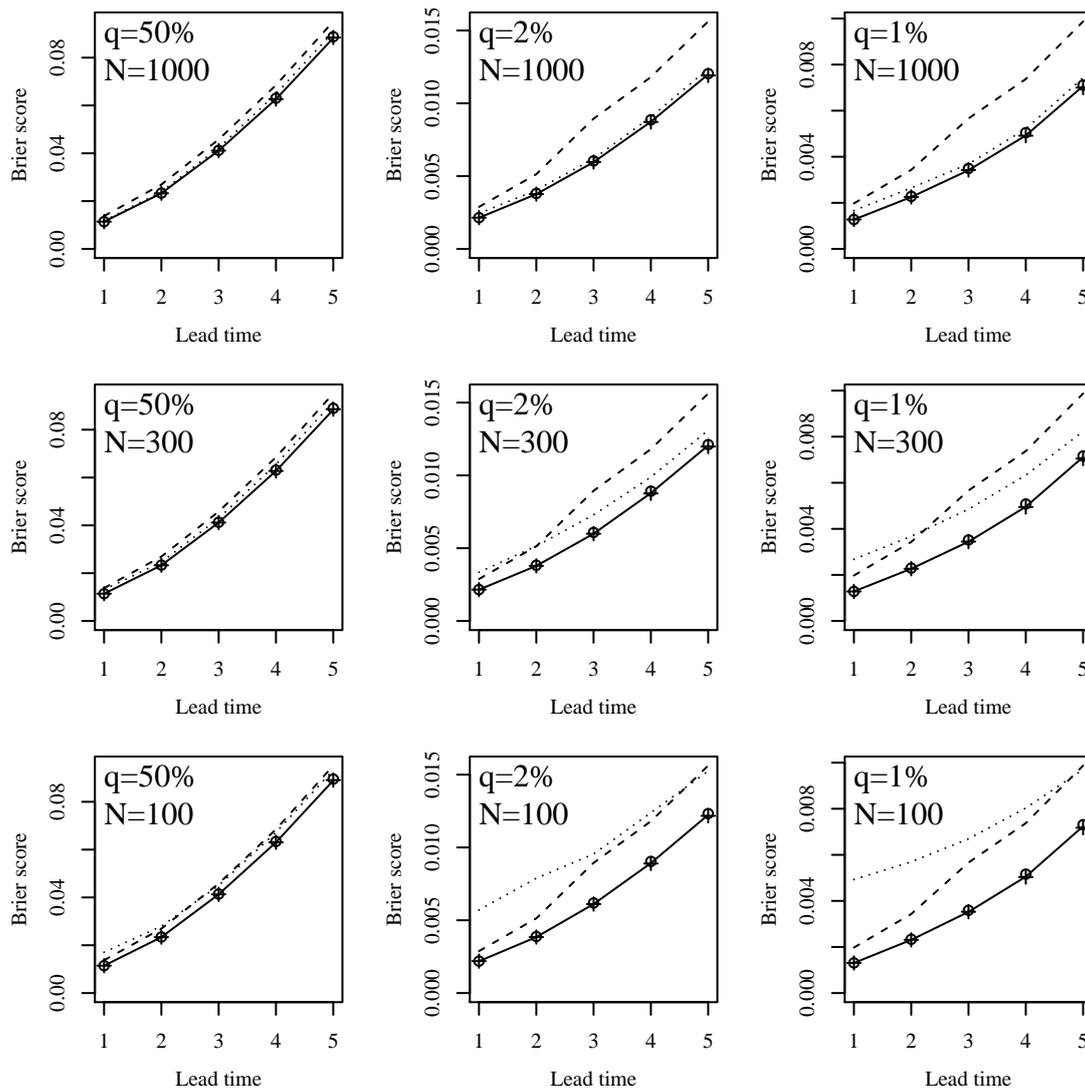 q=50%
N=1000
Brier score
0.00
0.04
0.08
1 2 3 4 5
Lead time
q=2%
N=1000
Brier score
0.000
0.005
0.010
0.015
1 2 3 4 5
Lead time
q=1%
N=1000
Brier score
0.000
0.004
0.008
1 2 3 4 5
Lead time
q=50%
N=300
Brier score
0.00
0.04
0.08
1 2 3 4 5
Lead time
q=2%
N=300
Brier score
0.000
0.005
0.010
0.015
1 2 3 4 5
Lead time
q=1%
N=300
Brier score
0.000
0.004
0.008
1 2 3 4 5
Lead time
q=50%
N=100
Brier score
0.00
0.04
0.08
1 2 3 4 5
Lead time
q=2%
N=100
Brier score
0.000
0.005
0.010
0.015
1 2 3 4 5
Lead time
q=1%
N=100
Brier score
0.000
0.004
0.008
1 2 3 4 5
Lead time